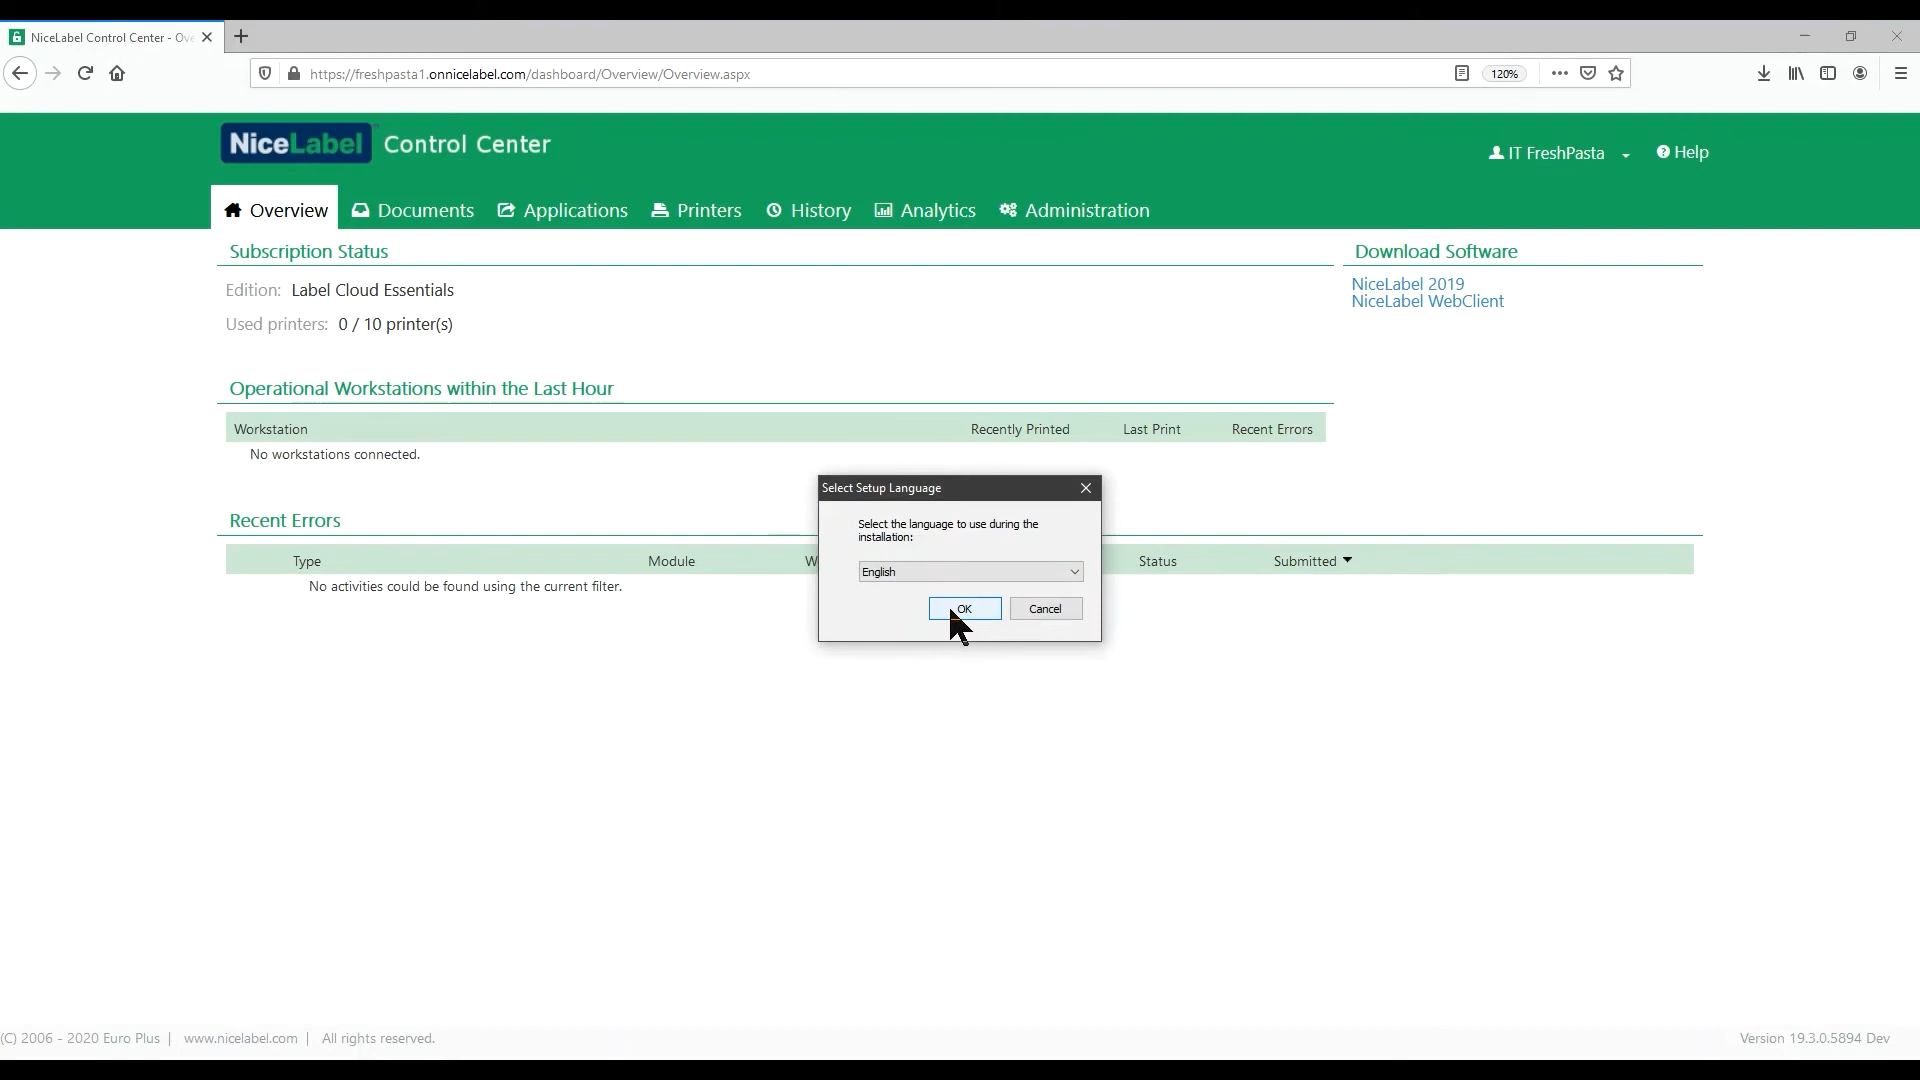 NiceLabel Control Center - Ove
https://freshpasta1.onnicelabel.com/dashboard/Overview/Overview.aspx
120%
NiceLabel Control Center
IT FreshPasta
Help
Overview
Documents
Applications
Printers
History
Analytics
Administration
Subscription Status
Edition: Label Cloud Essentials
Used printers: 0 / 10 printer(s)
Download Software
NiceLabel 2019
NiceLabel WebClient
Operational Workstations within the Last Hour
Workstation Recently Printed Last Print Recent Errors
No workstations connected.
Select Setup Language
Select the language to use during the
installation:
English
OK Cancel
Recent Errors
Type Module W Status Submitted
No activities could be found using the current filter.
(C) 2006 - 2020 Euro Plus | www.nicelabel.com | All rights reserved.
Version 19.3.0.5894 Dev